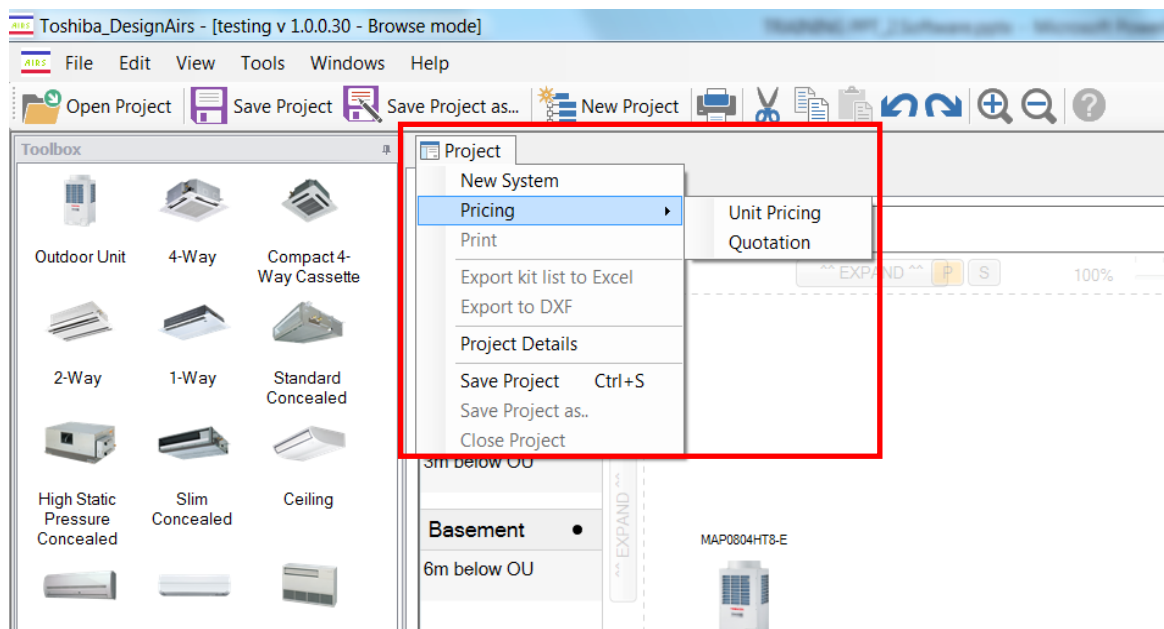 AIRS Toshiba_DesignAirs - [testing v 1.0.0.30 - Browse mode]
AIRS File Edit View Tools Windows Help
Open Project Save Project Save Project as... New Project
Toolbox
Outdoor Unit
4-Way
Compact 4-
Way Cassette
2-Way
1-Way
Standard
Concealed
High Static
Pressure
Concealed
Slim
Concealed
Ceiling
Project
New System
Pricing
Print
Export kit list to Excel
Export to DXF
Project Details
Save Project Ctrl+S
Save Project as..
Close Project
Unit Pricing
Quotation
^^ EXPAND ^^ P S 100%
3m below OU
Basement
6m below OU
^^ EXPAND ^^
MAP0804HT8-E